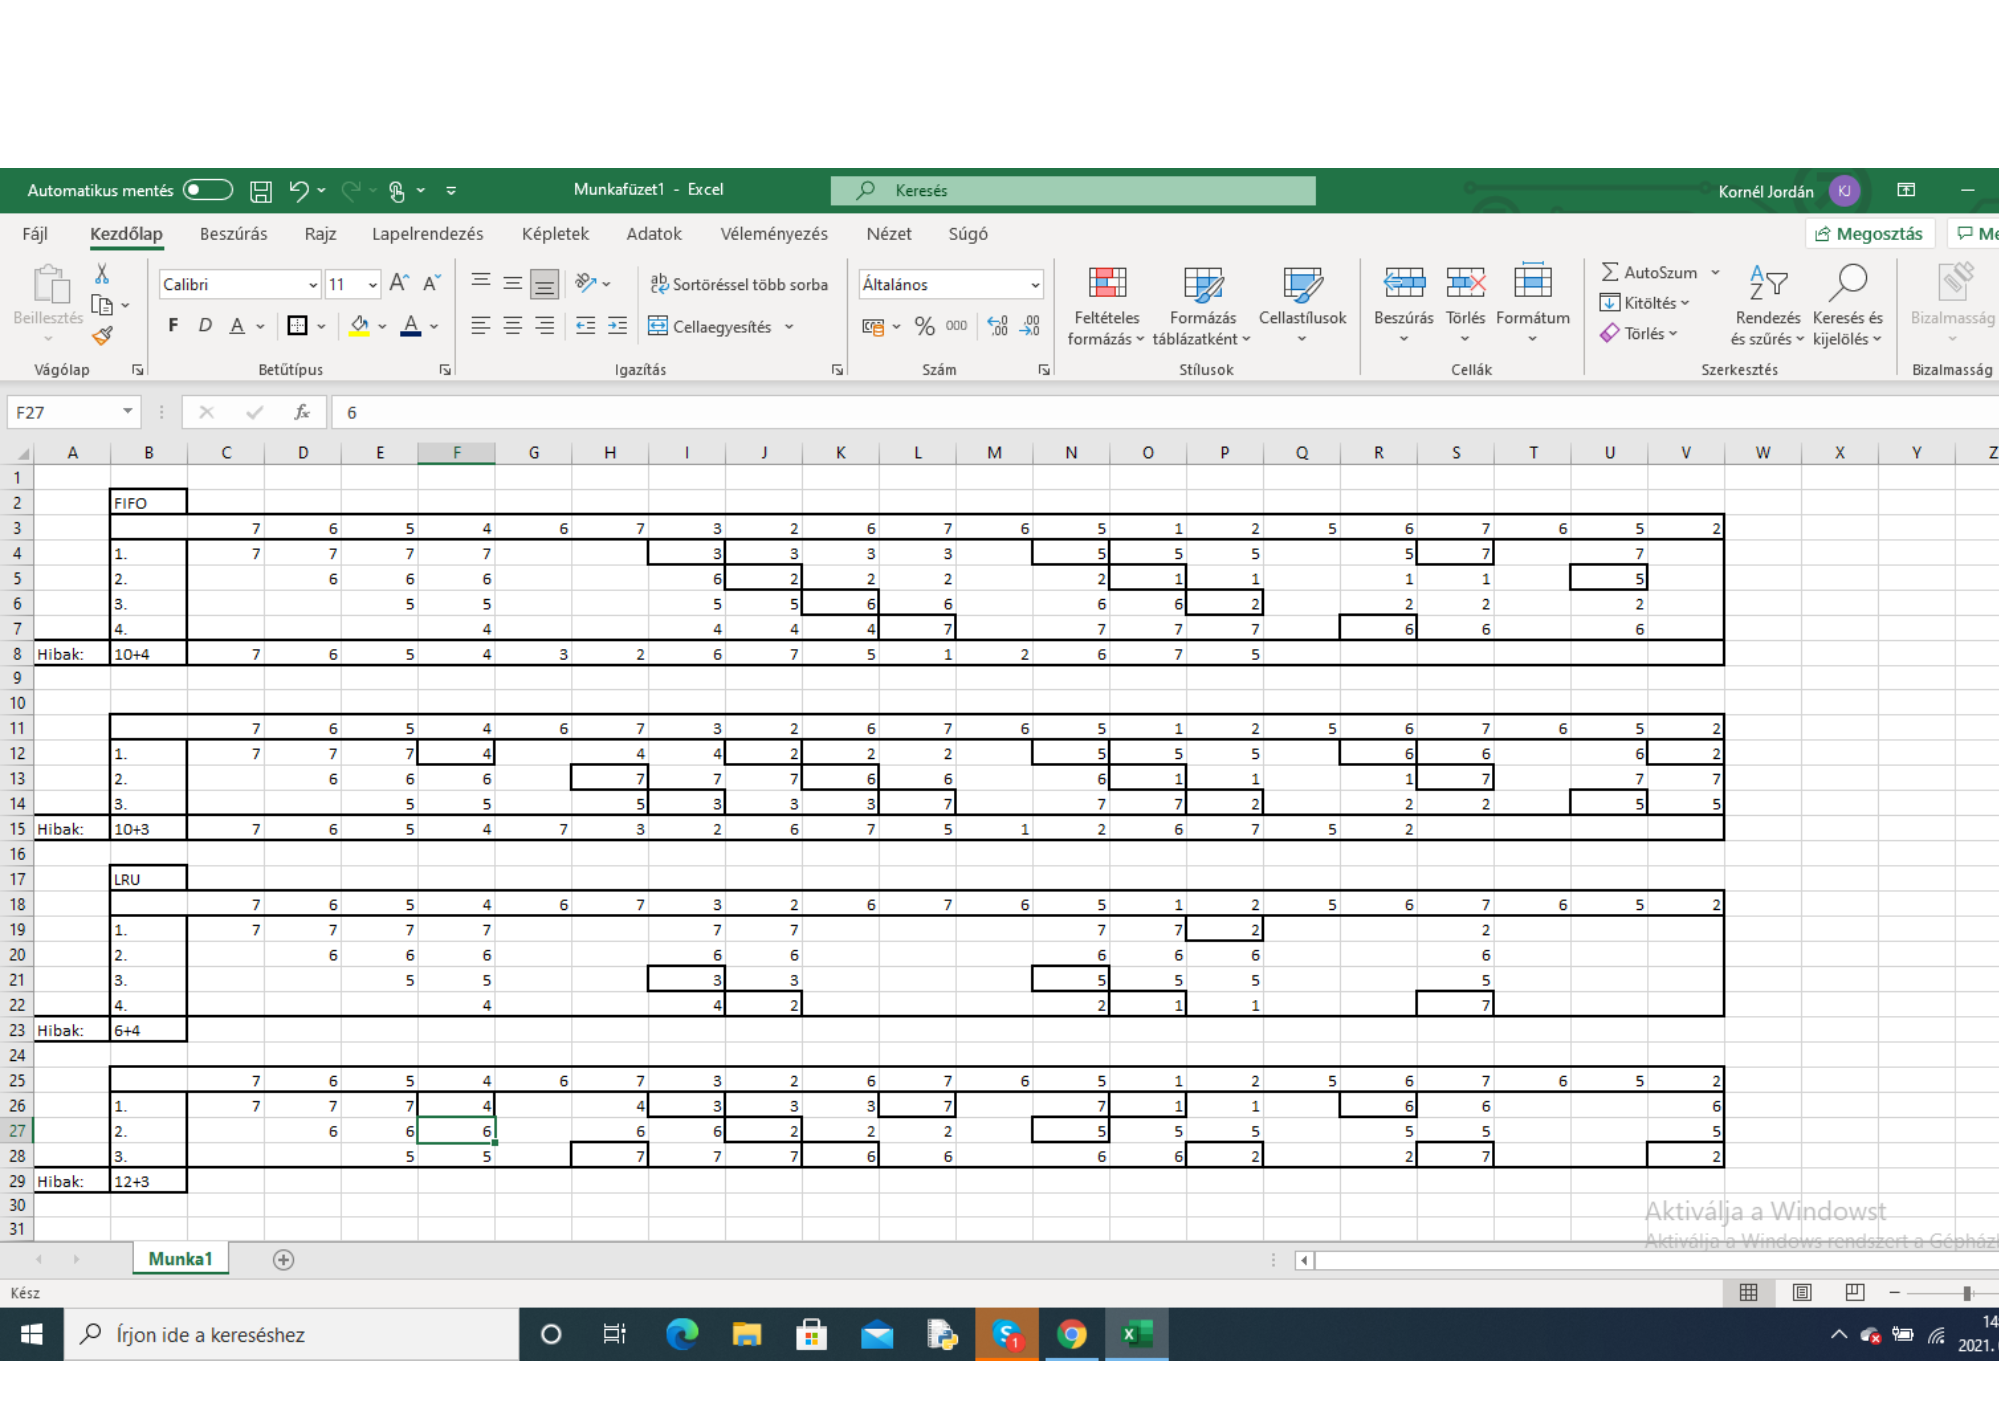 Automatikus mentés Munkafüzet1 - Excel Keresés Kornél Jordán KJ
Fájl Kezdőlap Beszúrás Rajz Lapelrendezés Képletek Adatok Véleményezés Nézet Súgó Megosztás
Beillesztés Calibri 11 Sortöréssel több sorba Általános Feltételes formázás Formázás táblázatként Cellastílusok Beszúrás Törlés Formátum AutoSzum Kitöltés Törlés Rendezés és szűrés Keresés és kijelölés Bizalmasság
F D A A Cellaegyesítés % 000
Vágólap Betűtípus Igazítás Szám Stílusok Cellák Szerkesztés Bizalmasság
F27 fx 6
A B C D E F G H I J K L M N O P Q R S T U V W X Y Z
1
2 FIFO
3 7 6 5 4 6 7 3 2 6 7 6 5 1 2 5 6 7 6 5 2
4 1. 7 7 7 7 3 3 3 3 5 5 5 5 7 7
5 2. 6 6 6 6 2 2 2 2 1 1 1 1 5
6 3. 5 5 5 5 6 6 6 6 2 2 2 2
7 4. 4 4 4 4 7 7 7 7 6 6 6
8 Hibak: 10+4 7 6 5 4 3 2 6 7 5 1 2 6 7 5
9
10
11 7 6 5 4 6 7 3 2 6 7 6 5 1 2 5 6 7 6 5 2
12 1. 7 7 7 4 4 4 2 2 2 5 5 5 6 6 6 2
13 2. 6 6 6 7 7 7 6 6 6 1 1 1 7 7 7
14 3. 5 5 5 3 3 3 7 7 7 2 2 2 5 5
15 Hibak: 10+3 7 6 5 4 7 3 2 6 7 5 1 2 6 7 5 2
16
17 LRU
18 7 6 5 4 6 7 3 2 6 7 6 5 1 2 5 6 7 6 5 2
19 1. 7 7 7 7 7 7 7 7 2 2
20 2. 6 6 6 6 6 6 6 6 6
21 3. 5 5 3 3 5 5 5 5
22 4. 4 4 2 2 1 1 7
23 Hibak: 6+4
24
25 7 6 5 4 6 7 3 2 6 7 6 5 1 2 5 6 7 6 5 2
26 1. 7 7 7 4 4 3 3 3 7 7 1 1 6 6 6
27 2. 6 6 6 6 6 2 2 2 5 5 5 5 5 5
28 3. 5 5 7 7 7 6 6 6 6 2 2 7 2
29 Hibak: 12+3
30
31
Aktiválja a Windowst
Aktiválja a Windows rendszert a
Munka1
Kész
Írjon ide a kereséshez 1
2021.